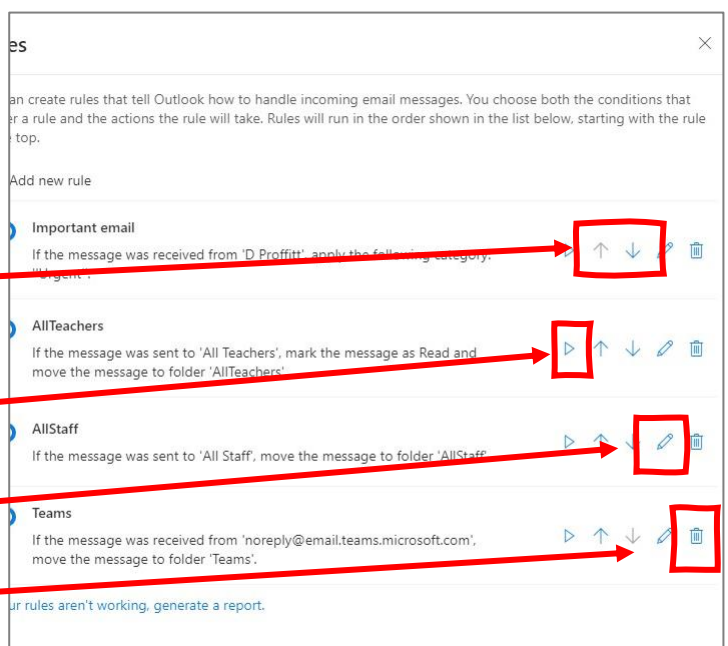 es
an create rules that tell Outlook how to handle incoming email messages. You choose both the conditions that
er a rule and the actions the rule will take. Rules will run in the order shown in the list below, starting with the rule
top.
Add new rule
Important email
If the message was received from 'D Proffitt', apply the following category:
"Urgent".
AllTeachers
If the message was sent to 'All Teachers', mark the message as Read and
move the message to folder 'AllTeachers'.
AllStaff
If the message was sent to 'All Staff', move the message to folder 'AllStaff'.
Teams
If the message was received from 'noreply@email.teams.microsoft.com',
move the message to folder 'Teams'.
ur rules aren't working, generate a report.